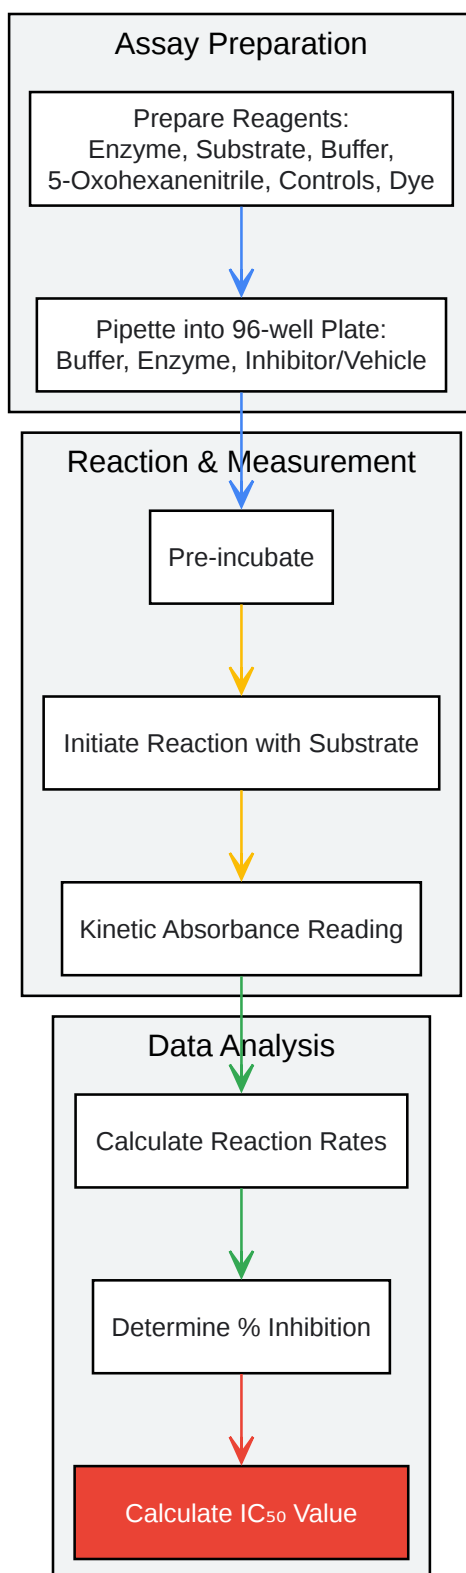 Assay Preparation
Prepare Reagents:
Enzyme, Substrate, Buffer,
5-Oxohexanenitrile, Controls, Dye
Pipette into 96-well Plate:
Buffer, Enzyme, Inhibitor/Vehicle
Reaction & Measurement
Pre-incubate
Initiate Reaction with Substrate
Kinetic Absorbance Reading
Data Analysis
Calculate Reaction Rates
Determine % Inhibition
Calculate IC₅₀ Value